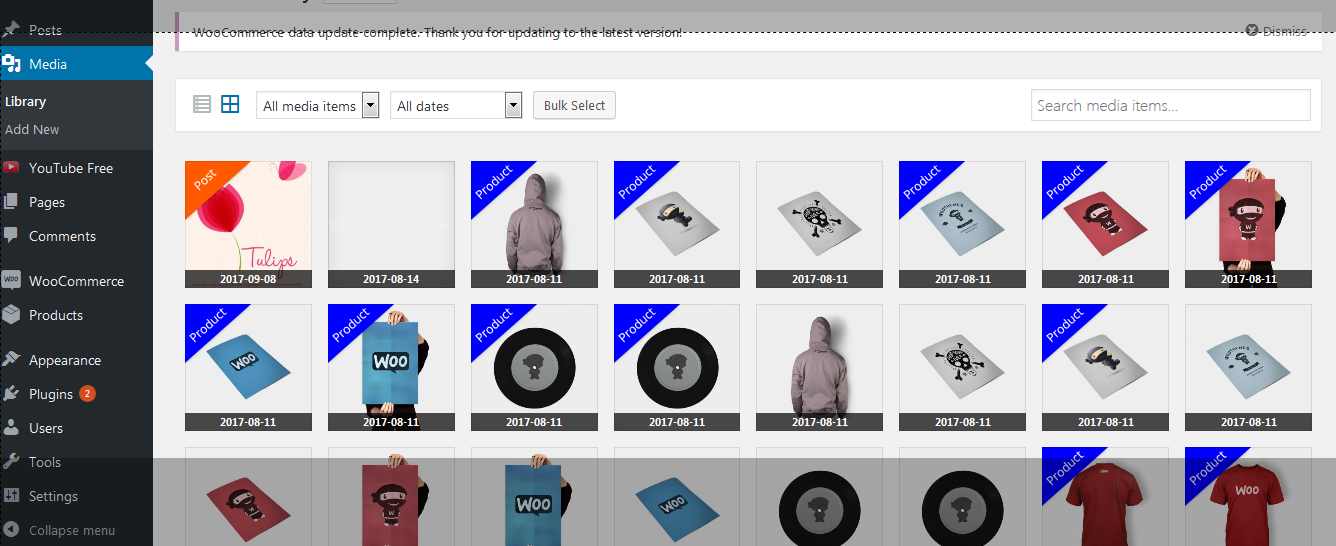 Posts
WooCommerce data update complete. Thank you for updating to the latest version!
Dismiss
Media
Library
Add New
YouTube Free
Pages
Comments
WooCommerce
Products
Appearance
Plugins 2
Users
Tools
Settings
Collapse menu
All media items
All dates
Bulk Select
Search media items...
Post
Tulips
2017-09-08
2017-08-14
Product
2017-08-11
Product
2017-08-11
2017-08-11
Product
2017-08-11
Product
W
2017-08-11
Product
W
2017-08-11
Product
WOO
2017-08-11
Product
WOO
2017-08-11
Product
2017-08-11
Product
2017-08-11
2017-08-11
2017-08-11
Product
2017-08-11
2017-08-11
W
W
WOO
WOO
Product
Product
WOO